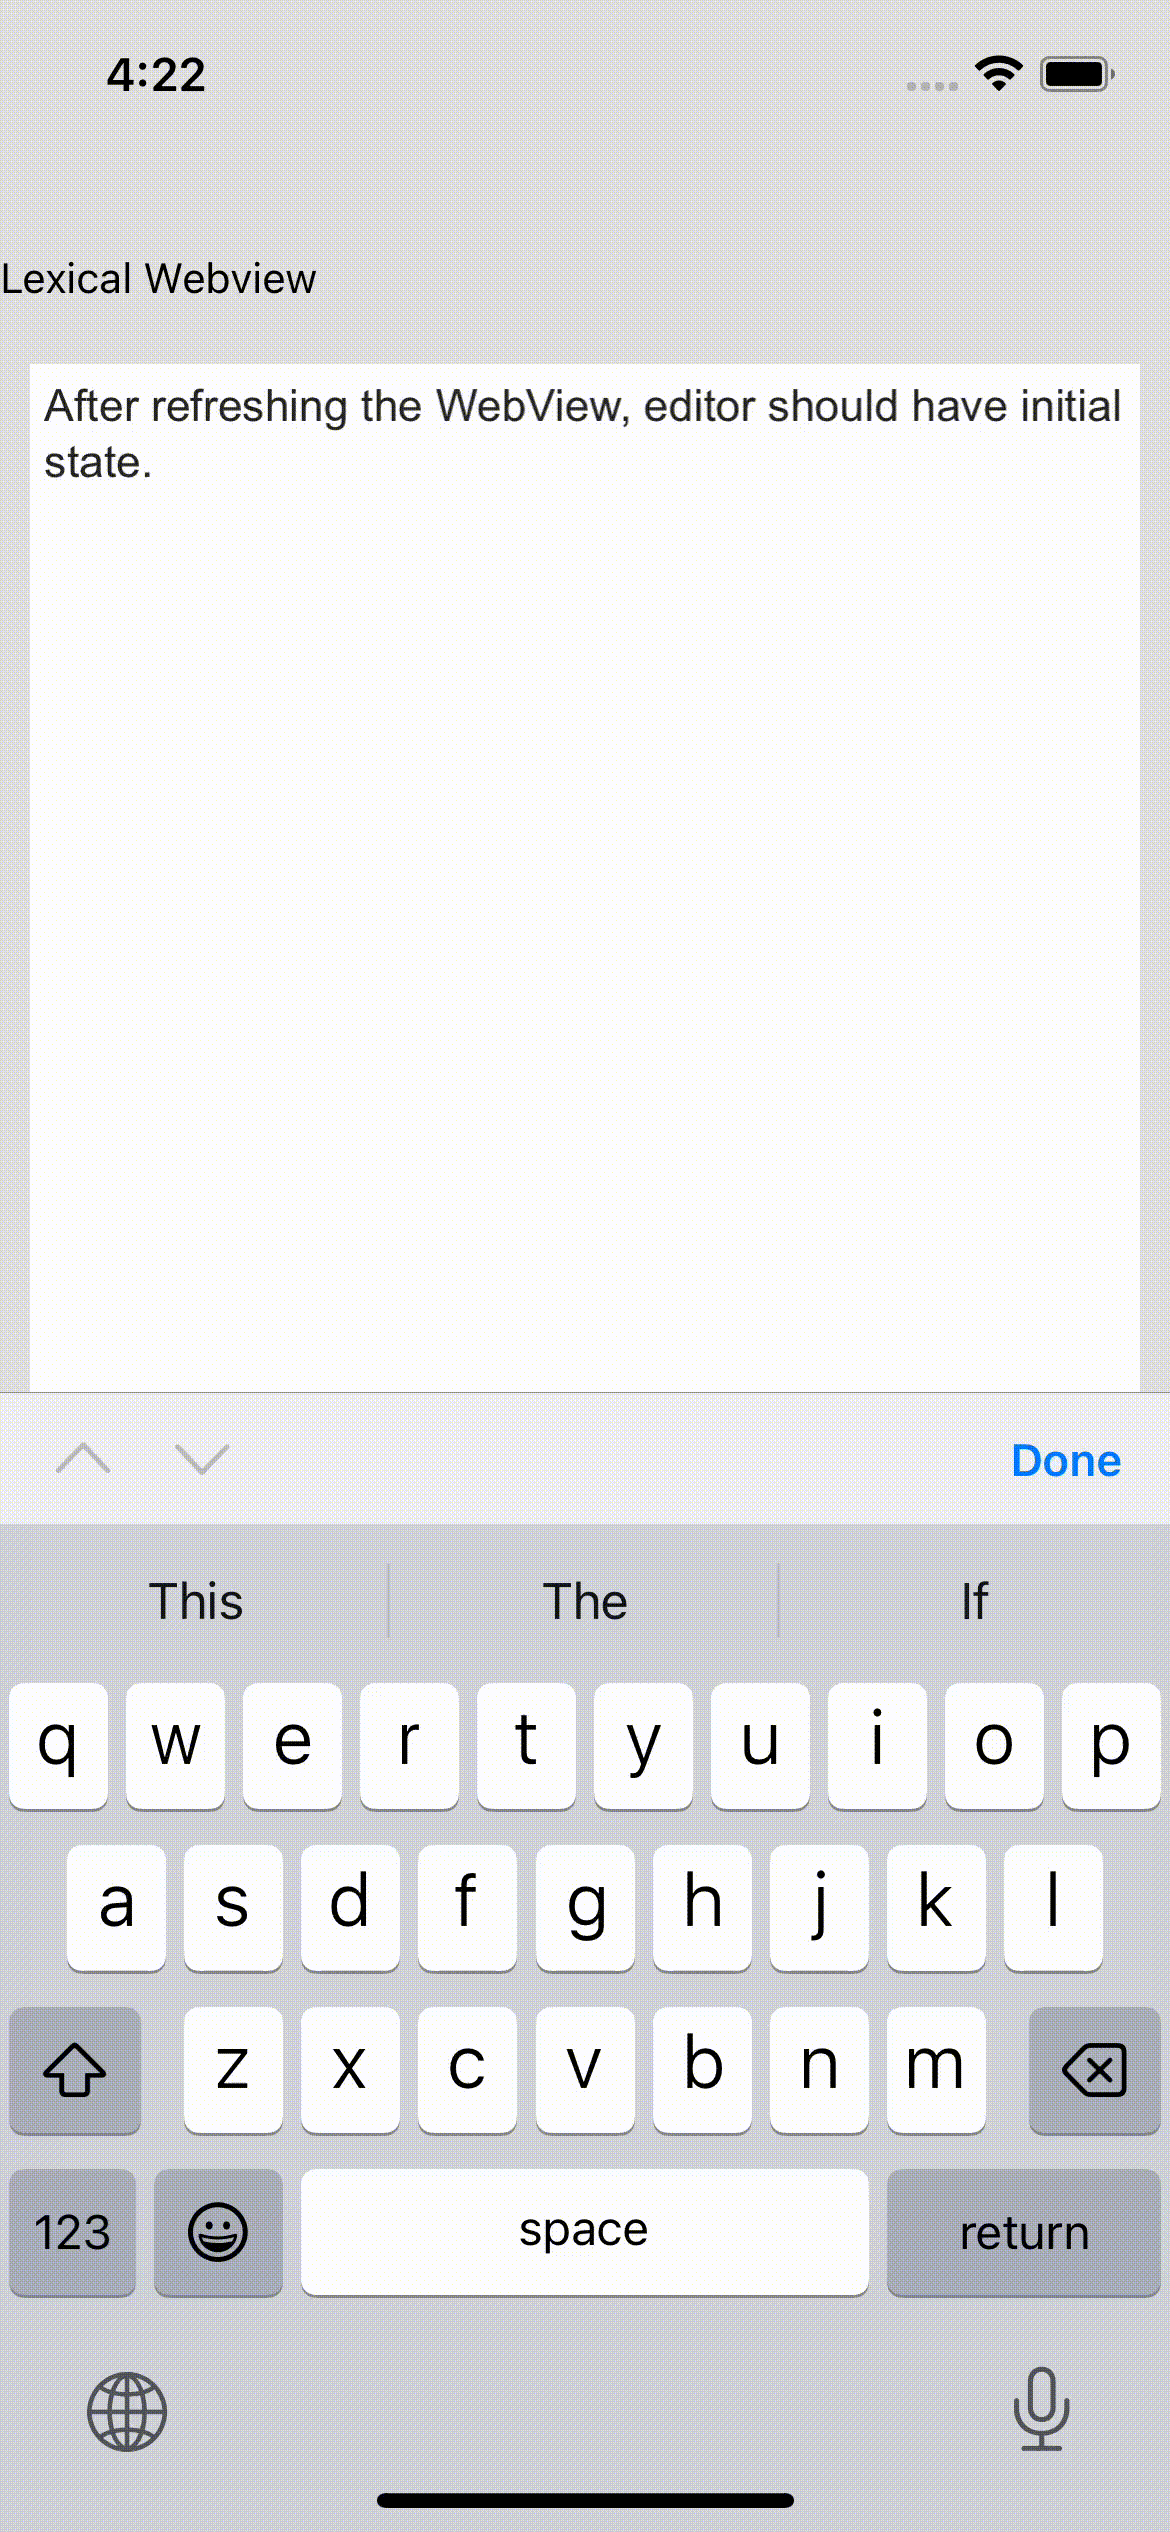 4:22
Lexical Webview
After refreshing the WebView, editor should have initial
state.
Done
This The If
q w e r t y u i o p
a s d f g h j k l
z x c v b n m
123 space return